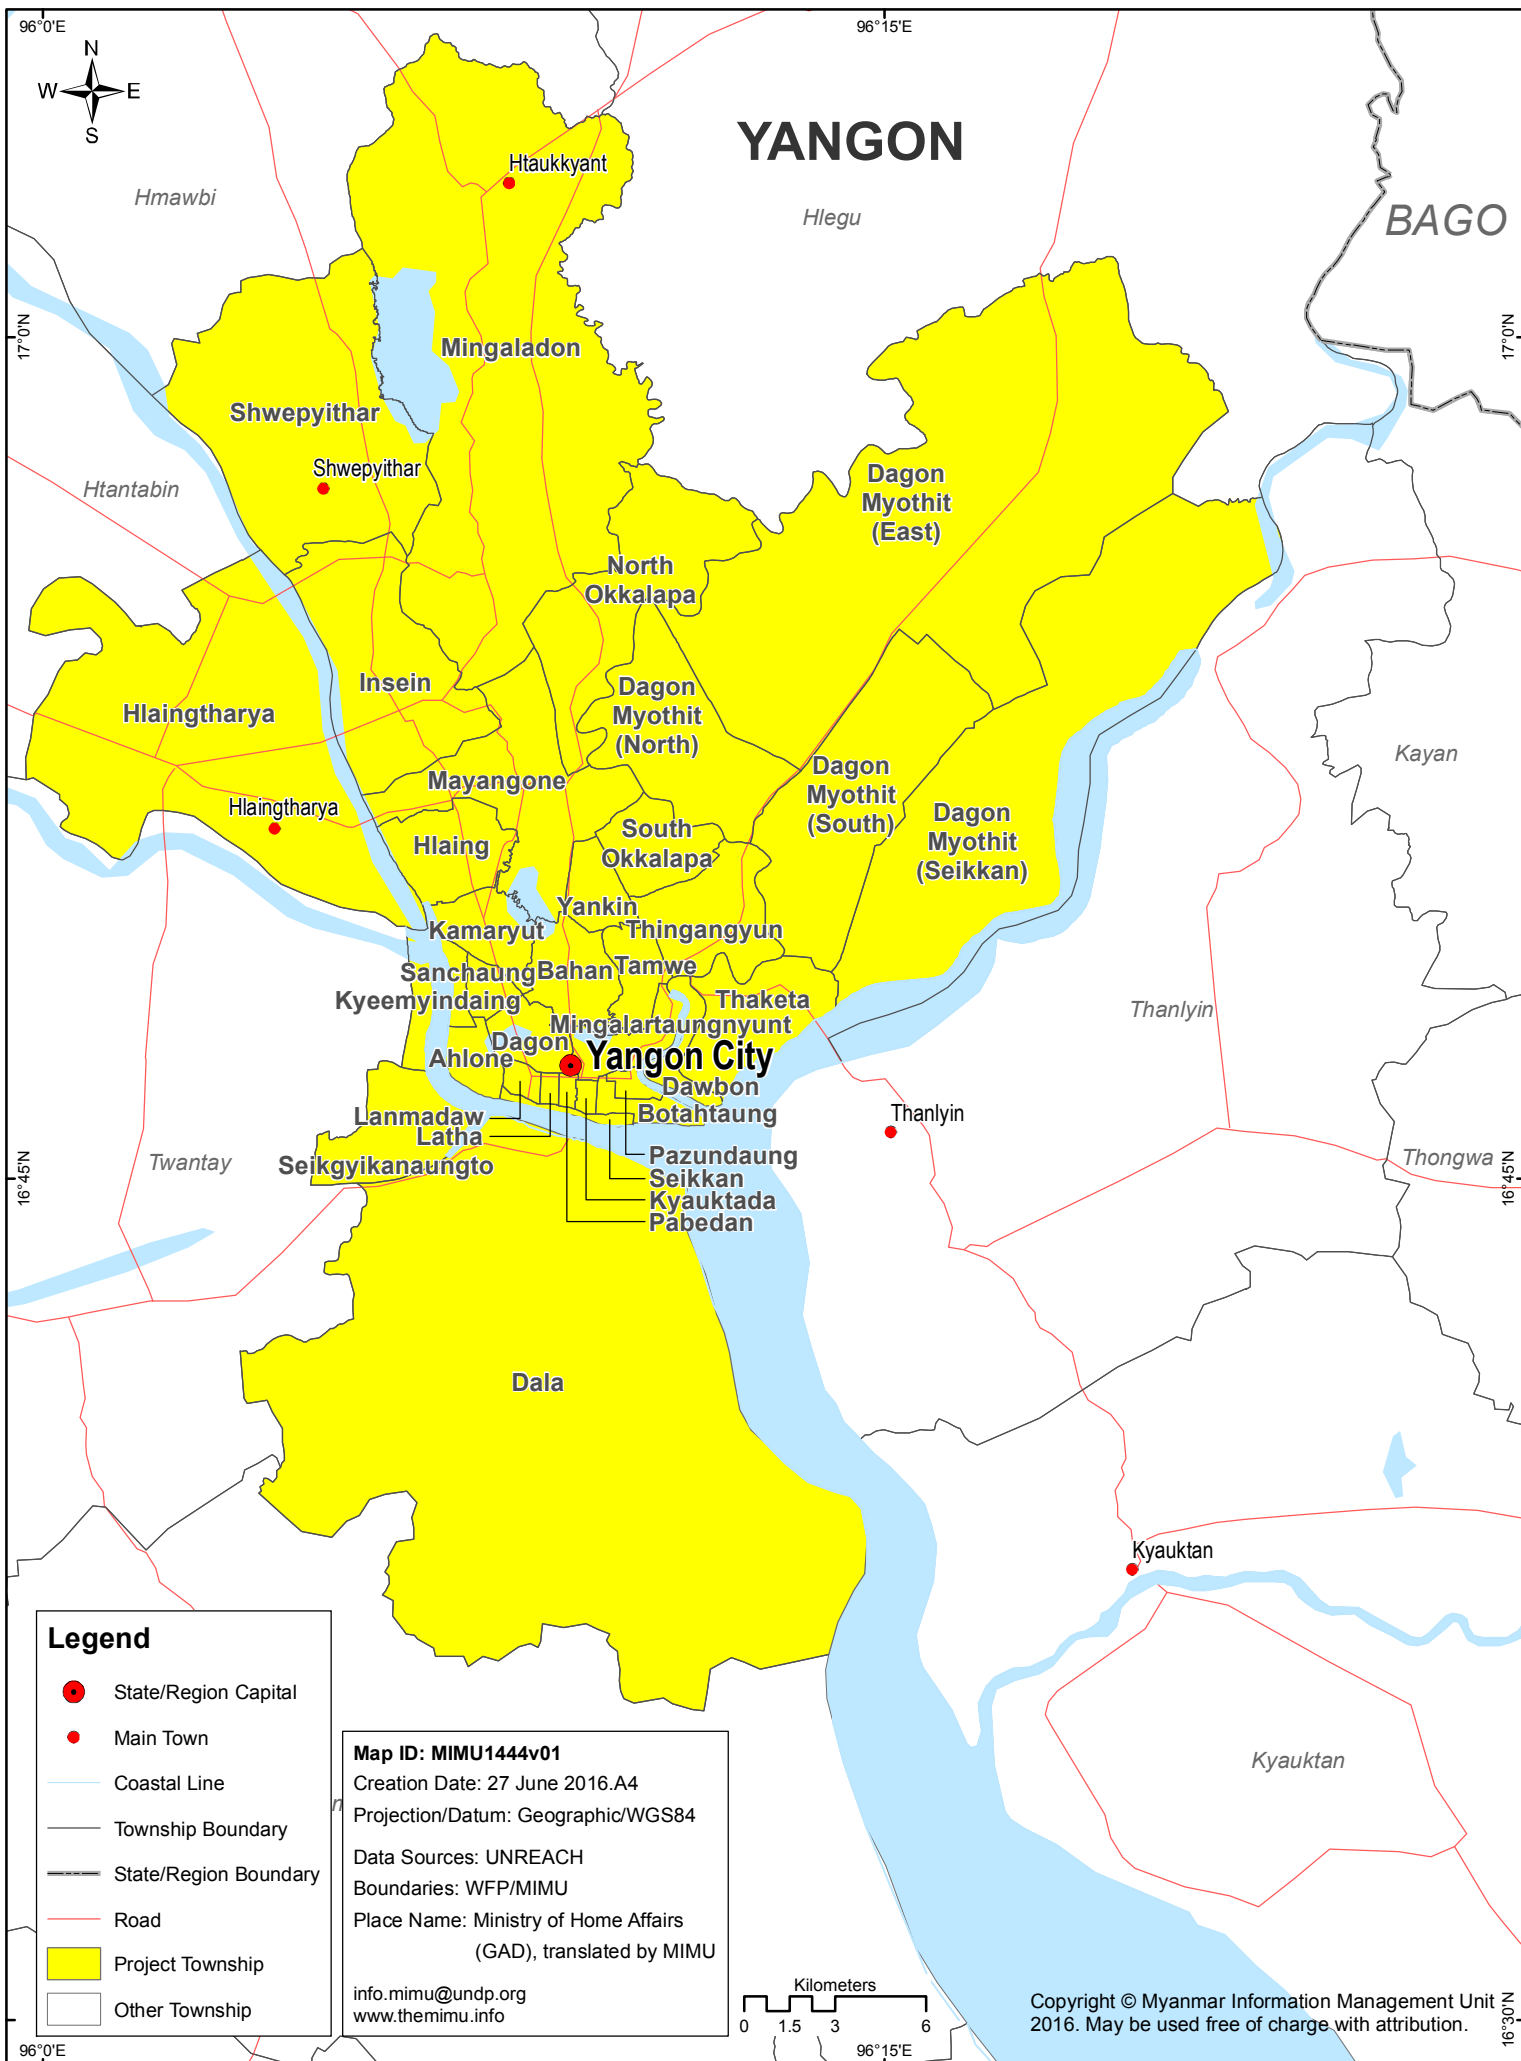 96°0'E
96°15'E
N
W E
S
YANGON
Htaukkyant
Hmawbi
Hlegu
BAGO
17°0'N
17°0'N
Mingaladon
Shwepyithar
Shwepyithar
Htantabin
Dagon
Myothit
(East)
North
Okkalapa
Insein
Hlaingtharya
Dagon
Myothit
(North)
Kayan
Mayangone
Dagon
Myothit
(South)
Hlaingtharya
Dagon
Myothit
(Seikkan)
Hlaing
South
Okkalapa
Yankin
Kamaryut
Thingangyun
Sanchaung
Bahan
Tamwe
Kyeemyindaing
Thaketa
Thanlyin
Mingalartaungnyunt
Dagon
Ahlone
Yangon City
Dawbon
Lanmadaw
Botahtaung
Thanlyin
Latha
Pazundaung
Twantay
Seikgyikanaungto
Thongwa
Seikkan
16°45'N
16°45'N
Kyauktada
Pabedan
Dala
Kyauktan
Kyauktan
Legend
State/Region Capital
Main Town
Coastal Line
Township Boundary
State/Region Boundary
Road
Project Township
Other Township
Map ID: MIMU1444v01
Creation Date: 27 June 2016.A4
Projection/Datum: Geographic/WGS84
Data Sources: UNREACH
Boundaries: WFP/MIMU
Place Name: Ministry of Home Affairs
(GAD), translated by MIMU
info.mimu@undp.org
www.themimu.info
Kilometers
0 1.5 3 6
Copyright © Myanmar Information Management Unit
2016. May be used free of charge with attribution.
16°30'N
96°0'E
96°15'E